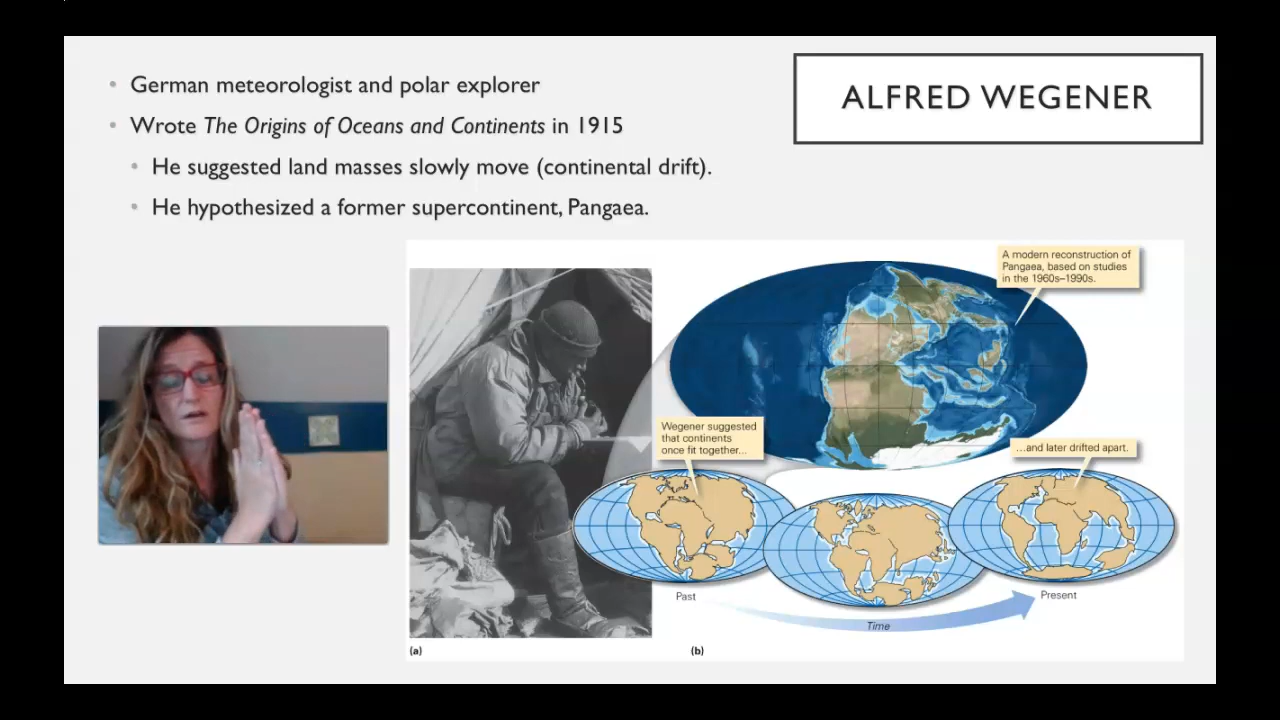 ALFRED WEGENER
German meteorologist and polar explorer
Wrote The Origins of Oceans and Continents in 1915
He suggested land masses slowly move (continental drift).
He hypothesized a former supercontinent, Pangaea.
A modern reconstruction of
Pangaea, based on studies
in the 1960s–1990s.
Wegener suggested
that continents
once fit together...
...and later drifted apart.
Past
Present
Time
(a)
(b)